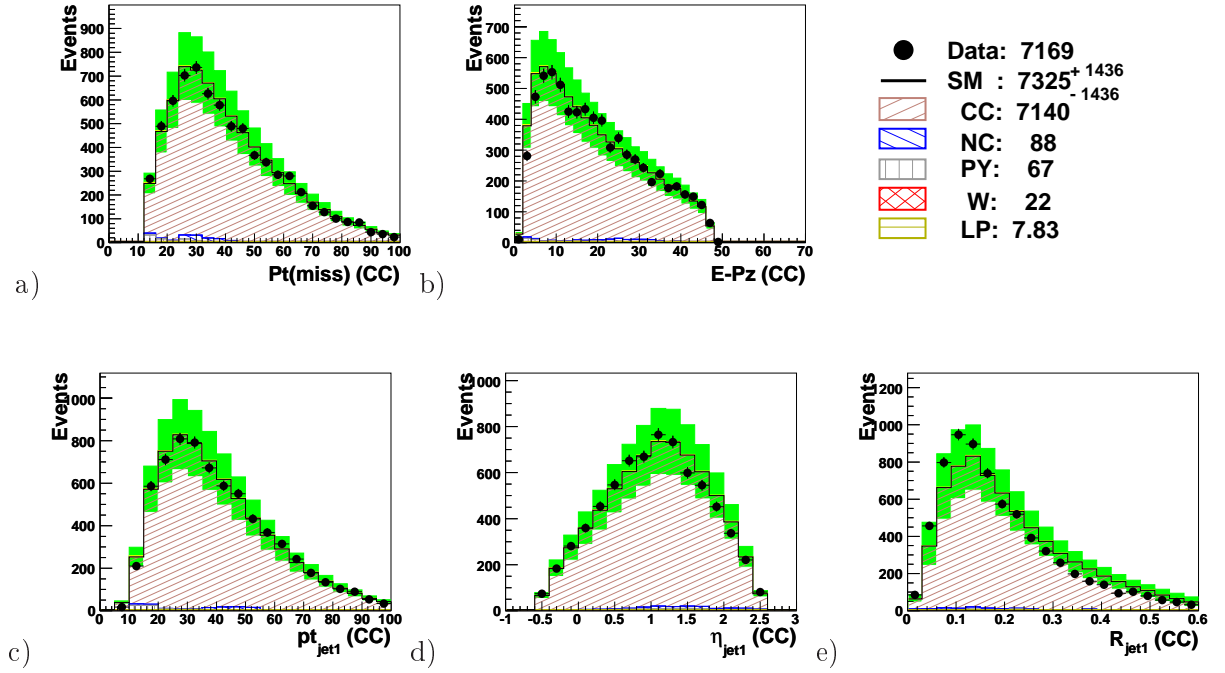 Events
900
800
700
600
500
400
300
200
100
0
0 10 20 30 40 50 60 70 80 90 100
Pt(miss) (CC)
a)
Events
700
600
500
400
300
200
100
0
0 10 20 30 40 50 60 70
E-Pz (CC)
b)
Data: 7169
SM : 7325 + 1436 - 1436
CC: 7140
NC: 88
PY: 67
W: 22
LP: 7.83
Events
1000
800
600
400
200
0
0 10 20 30 40 50 60 70 80 90 100
pt jet1 (CC)
c)
Events
1000
800
600
400
200
0
-1 -0.5 0 0.5 1 1.5 2 2.5 3
η jet1 (CC)
d)
Events
1200
1000
800
600
400
200
0
0 0.1 0.2 0.3 0.4 0.5 0.6
R jet1 (CC)
e)